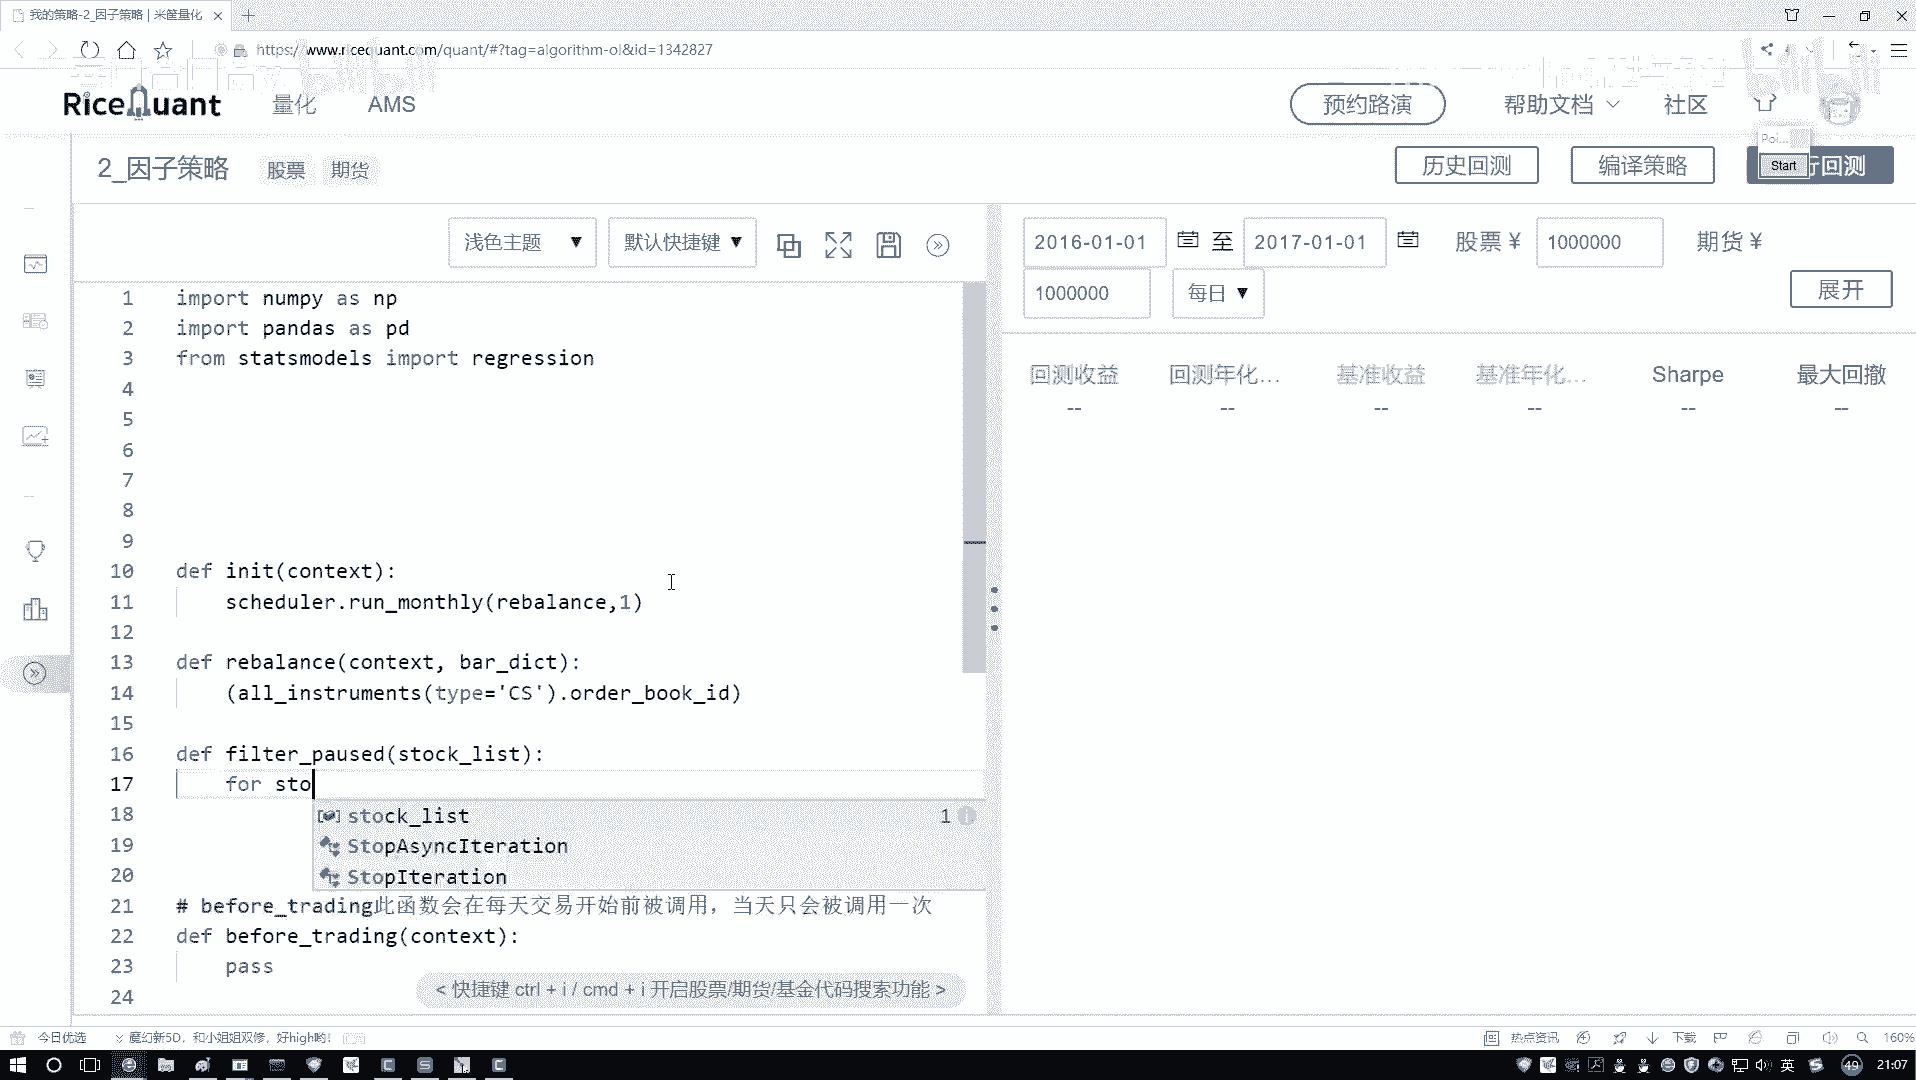 我的策略-2_因子策略 | 米筐量化
https://www.ricequant.com/quant/#?tag=algorithm-ol&id=1342827
bilibili
RiceQuant
量化
AMS
预约路演
帮助文档
社区
Poi...
Start
2_因子策略
股票
期货
历史回测
编译策略
行回测
浅色主题
默认快捷键
2016-01-01
至
2017-01-01
股票 ¥
1000000
期货 ¥
1000000
每日
展开
回测收益 回测年化... 基准收益 基准年化... Sharpe 最大回撤
-- -- -- -- -- --
1 import numpy as np
2 import pandas as pd
3 from statsmodels import regression
4
5
6
7
8
9
10 def init(context):
11 scheduler.run_monthly(rebalance,1)
12
13 def rebalance(context, bar_dict):
14 (all_instruments(type='CS').order_book_id)
15
16 def filter_paused(stock_list):
17 for sto
18 stock_list 1
19 StopAsyncIteration
20 StopIteration
21 # before_trading此函数会在每天交易开始前被调用，当天只会被调用一次
22 def before_trading(context):
23 pass
24
< 快捷键 ctrl + i / cmd + i 开启股票/期货/基金代码搜索功能 >
今日优选
魔幻新5D，和小姐姐双修，好high哟！
热点资讯
下载
160%
英
49
21:07